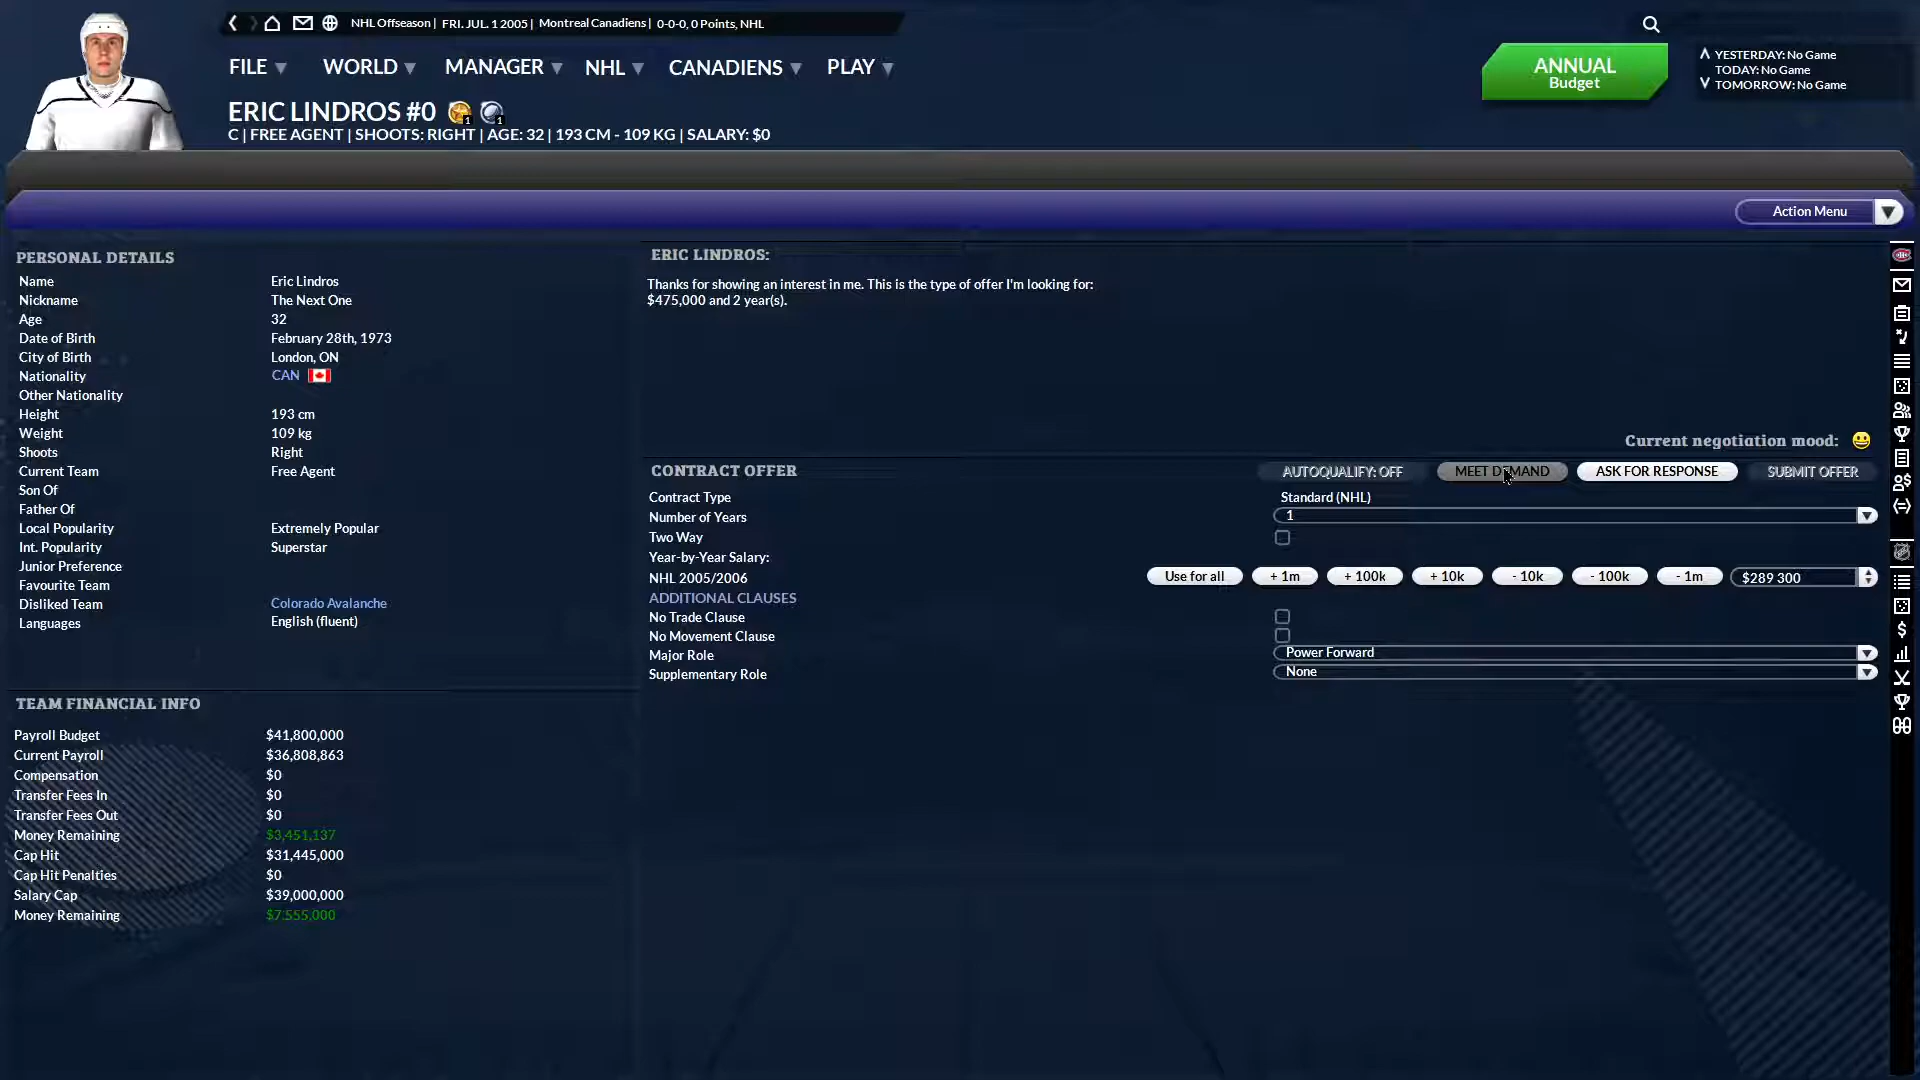 NHL Offseason | FRI. JUL. 1 2005 | Montreal Canadiens | 0-0-0, 0 Points, NHL
FILE WORLD MANAGER NHL CANADIENS PLAY
ANNUAL
Budget
YESTERDAY: No Game
TODAY: No Game
TOMORROW: No Game
ERIC LINDROS #0 1 1
C | FREE AGENT | SHOOTS: RIGHT | AGE: 32 | 193 CM - 109 KG | SALARY: $0
Action Menu
PERSONAL DETAILS
Name Eric Lindros
Nickname The Next One
Age 32
Date of Birth February 28th, 1973
City of Birth London, ON
Nationality CAN
Other Nationality
Height 193 cm
Weight 109 kg
Shoots Right
Current Team Free Agent
Son Of
Father Of
Local Popularity Extremely Popular
Int. Popularity Superstar
Junior Preference
Favourite Team
Disliked Team Colorado Avalanche
Languages English (fluent)
TEAM FINANCIAL INFO
Payroll Budget $41,800,000
Current Payroll $36,808,863
Compensation $0
Transfer Fees In $0
Transfer Fees Out $0
Money Remaining $3,451,137
Cap Hit $31,445,000
Cap Hit Penalties $0
Salary Cap $39,000,000
Money Remaining $7,555,000
ERIC LINDROS:
Thanks for showing an interest in me. This is the type of offer I'm looking for:
$475,000 and 2 year(s).
Current negotiation mood:
CONTRACT OFFER AUTOQUALIFY: OFF MEET DEMAND ASK FOR RESPONSE SUBMIT OFFER
Contract Type Standard (NHL)
Number of Years 1
Two Way
Year-by-Year Salary:
NHL 2005/2006 Use for all + 1m + 100k + 10k - 10k - 100k - 1m $289 300
ADDITIONAL CLAUSES
No Trade Clause
No Movement Clause
Major Role Power Forward
Supplementary Role None